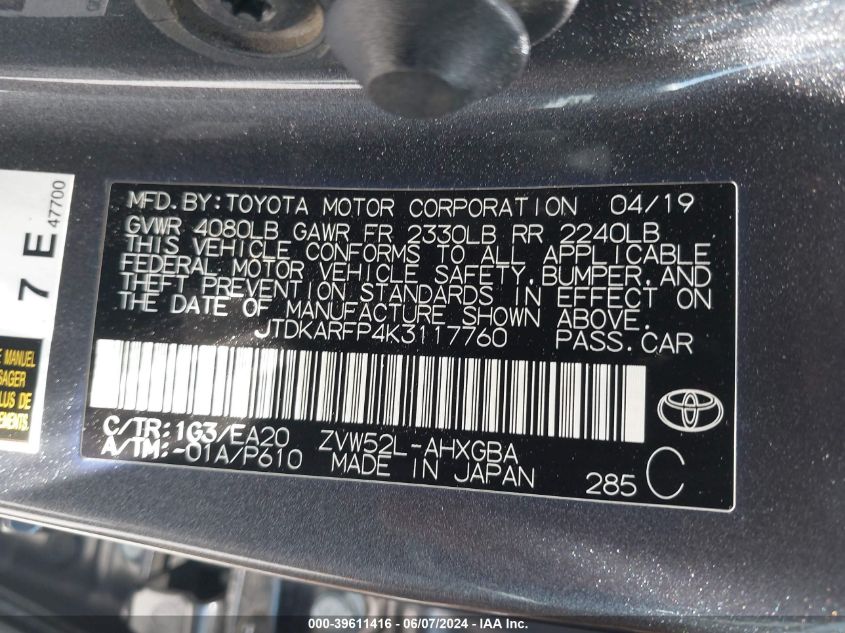 MFD. BY: TOYOTA MOTOR CORPORATION 04/19
GVWR 4080LB GAWR FR 2330LB RR 2240LB
THIS VEHICLE CONFORMS TO ALL APPLICABLE
FEDERAL MOTOR VEHICLE SAFETY, BUMPER, AND
THEFT PREVENTION STANDARDS IN EFFECT ON
THE DATE OF MANUFACTURE SHOWN ABOVE.
JTDKARFP4K3117760 PASS. CAR
C/TR: 1G3/EA20 ZVW52L-AHXGBA
A/TM: -01A/P610 MADE IN JAPAN
285 C
7 E
47700
E MANUEL
SAGER
LUS DE
EMENTS.
000-39611416 - 06/07/2024 - USA, INC.